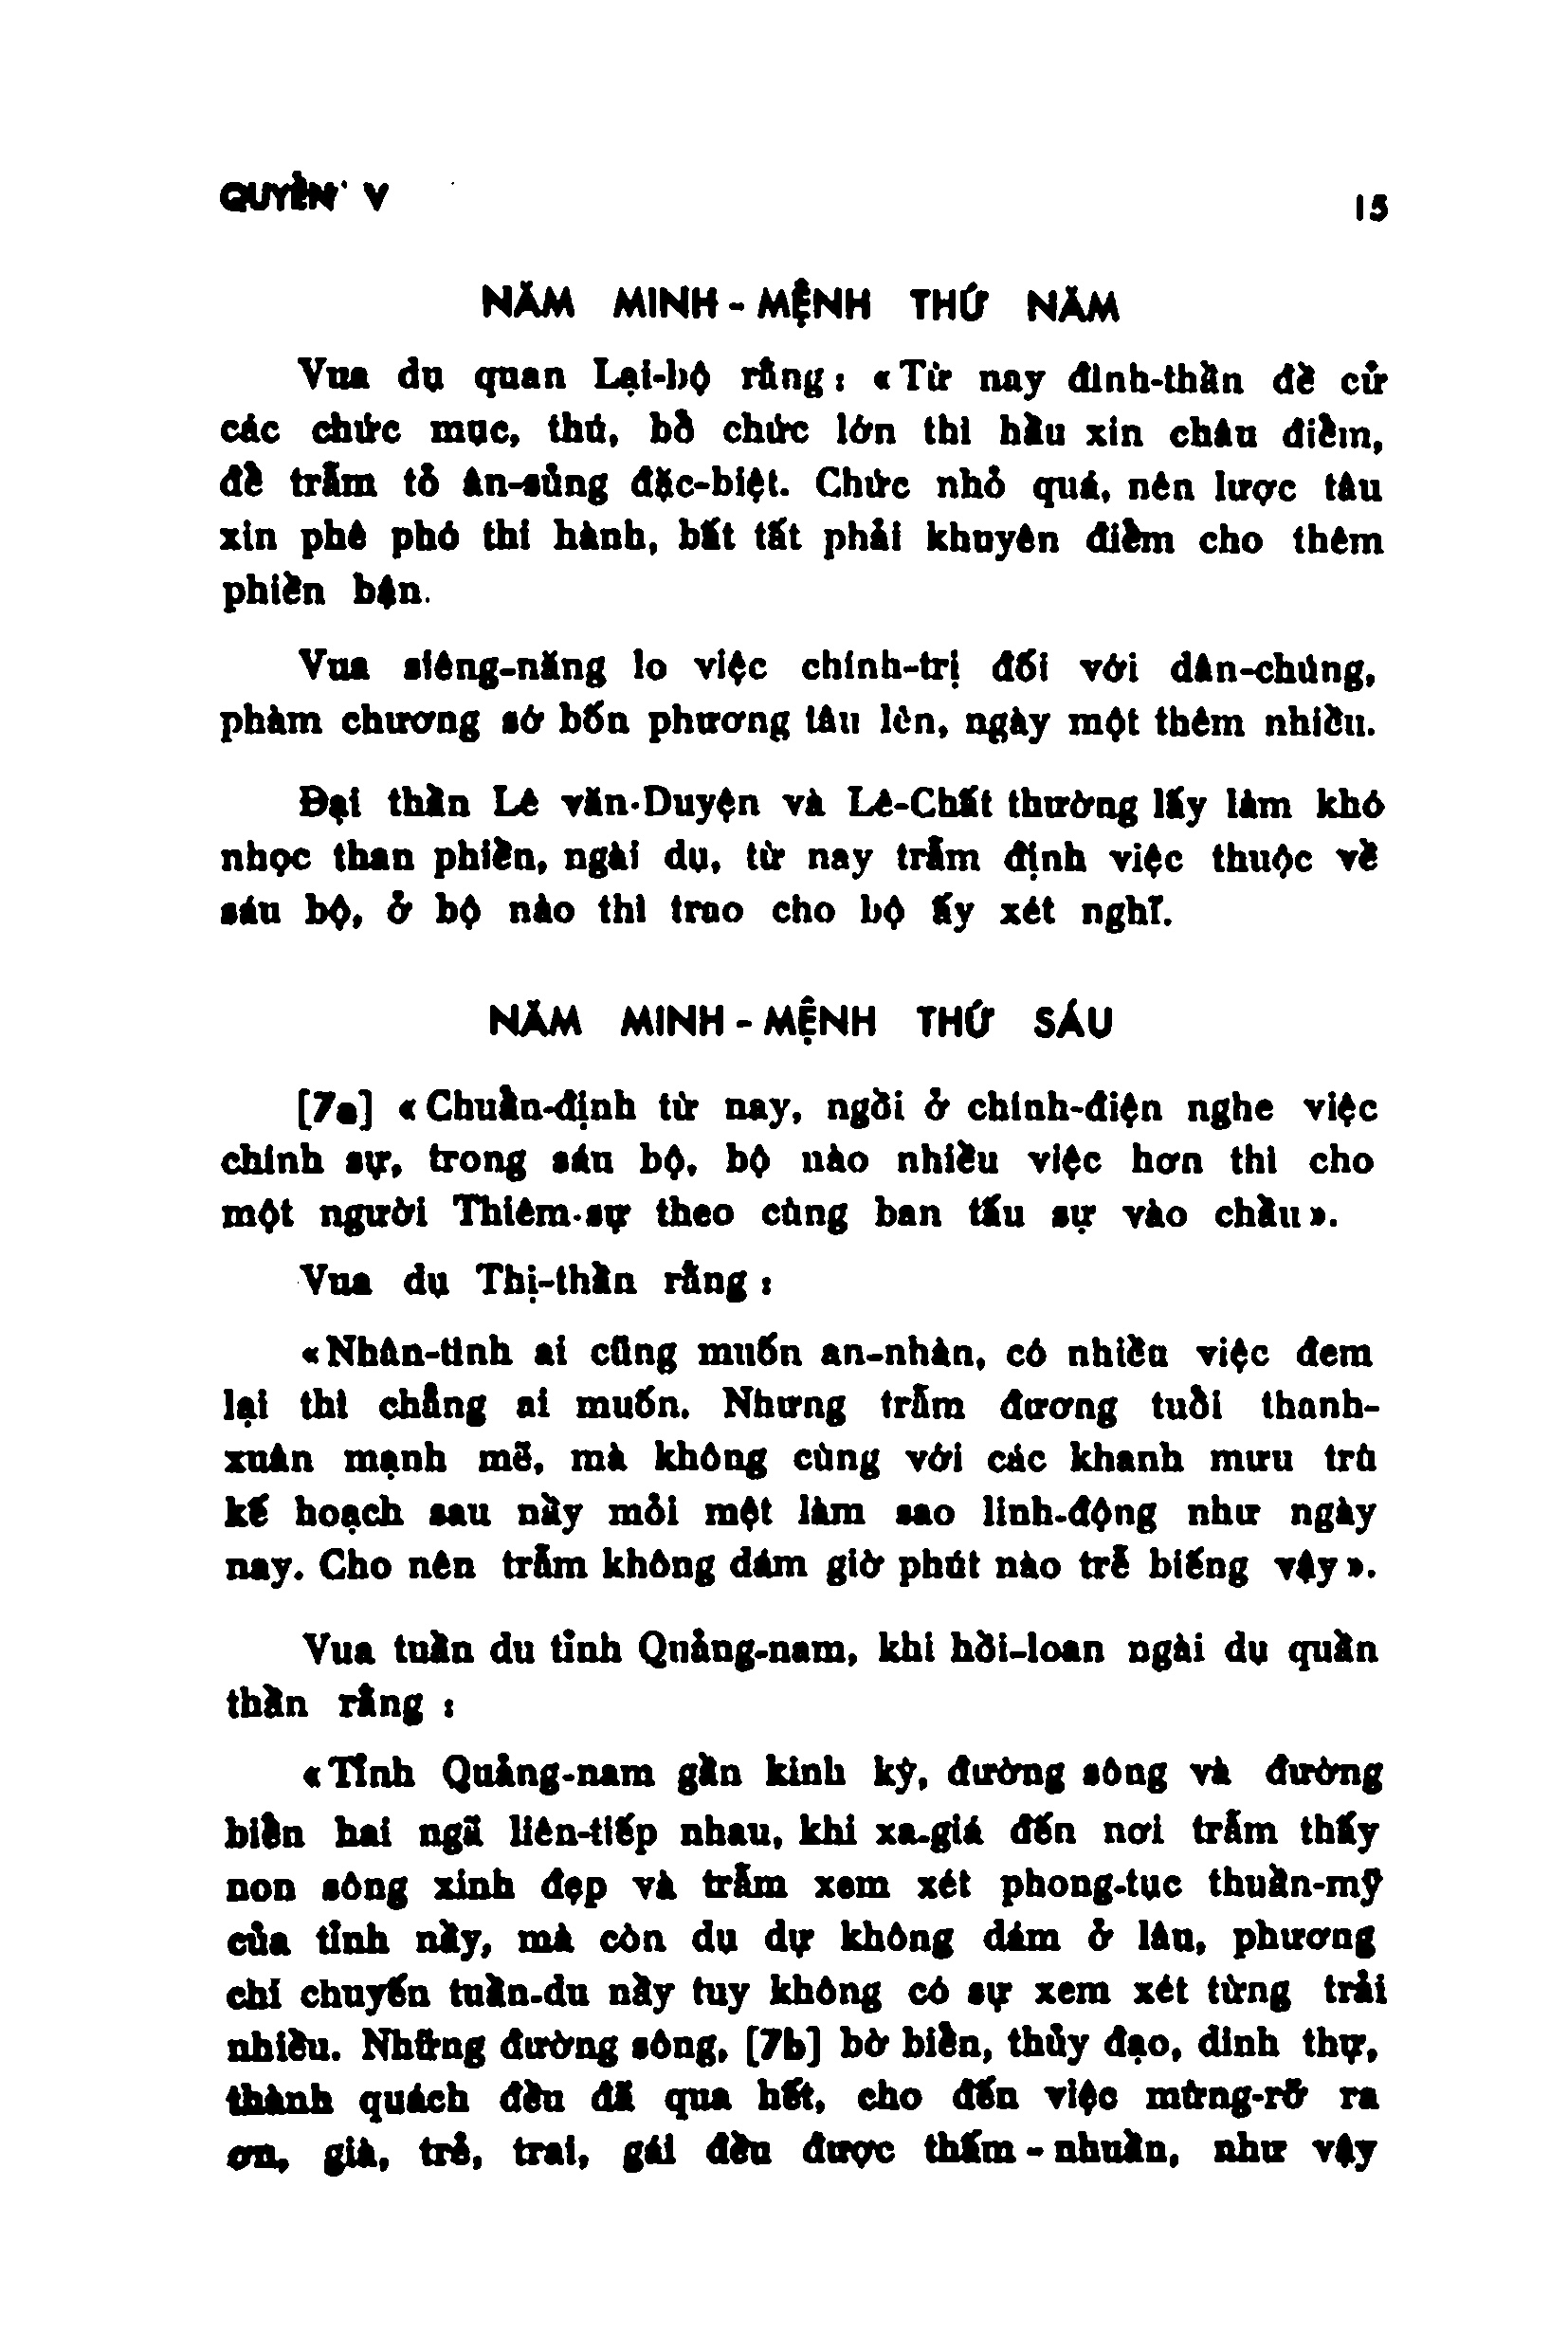 QUYỂN V
15
NĂM MINH-MỆNH THỨ NĂM
Vua dụ quan Lại-bộ rằng : «Từ nay đình-thần đề cử
các chức mục, thú, bổ chức lớn thì hầu xin châu điểm,
để trẫm tỏ ân-sủng đặc-biệt. Chức nhỏ quá, nên lược tâu
xin phê phó thi hành, bất tất phải khuyên điểm cho thêm
phiền bận.
Vua siêng-năng lo việc chính-trị đối với dân-chúng,
phàm chương sớ bốn phương tâu lên, ngày một thêm nhiều.
Đại thần Lê văn-Duyệt và Lê-Chất thường lấy làm khó
nhọc than phiền, ngài dụ, từ nay trẫm định việc thuộc về
sáu bộ, ở bộ nào thì trao cho bộ ấy xét nghĩ.
NĂM MINH-MỆNH THỨ SÁU
[7a] «Chuẩn-định từ nay, ngồi ở chính-điện nghe việc
chính sự, trong sáu bộ, bộ nào nhiều việc hơn thì cho
một người Thiêm-sự theo cùng ban tấu sự vào chầu».
Vua dụ Thị-thần rằng :
«Nhân-tình ai cũng muốn an-nhàn, có nhiều việc đem
lại thì chẳng ai muốn. Nhưng trẫm đương tuổi thanh-
xuân mạnh mẽ, mà không cùng với các khanh mưu trù
kế hoạch sau nầy mỏi mệt làm sao linh-động như ngày
nay. Cho nên trẫm không dám giờ phút nào trễ biếng vậy».
Vua tuần du tỉnh Quảng-nam, khi hồi-loan ngài dụ quần
thần rằng :
«Tỉnh Quảng-nam gần kinh kỳ, đường sông và đường
biển hai ngã liên-tiếp nhau, khi xa-giá đến nơi trẫm thấy
non sông xinh đẹp và trẫm xem xét phong-tục thuần-mỹ
của tỉnh nầy, mà còn du dự không dám ở lâu, phương
chi chuyến tuần-du nầy tuy không có sự xem xét từng trải
nhiều. Những đường sông, [7b] bờ biển, thủy đạo, dinh thự,
thành quách đều đã qua hết, cho đến việc mừng-rỡ ra
ơn, già, trẻ, trai, gái đều được thấm-nhuần, như vậy